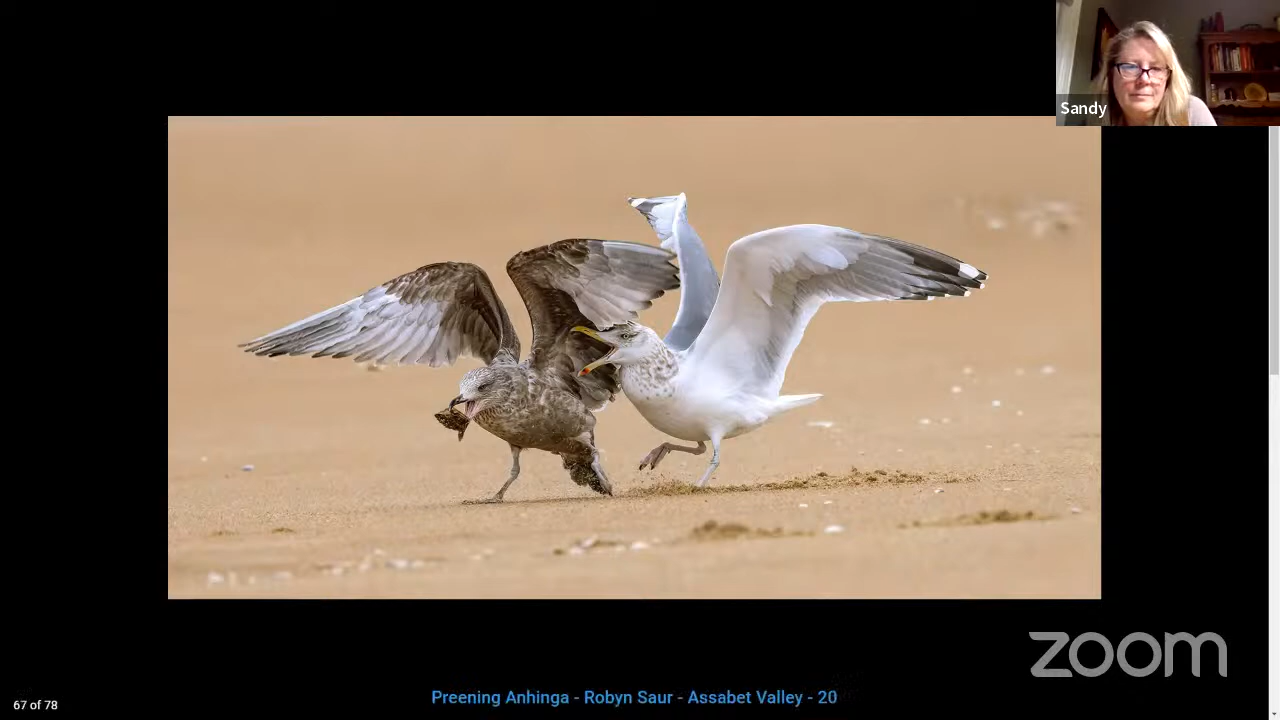 Sandy
zoom
Preening Anhinga - Robyn Saur - Assabet Valley - 20
67 of 78